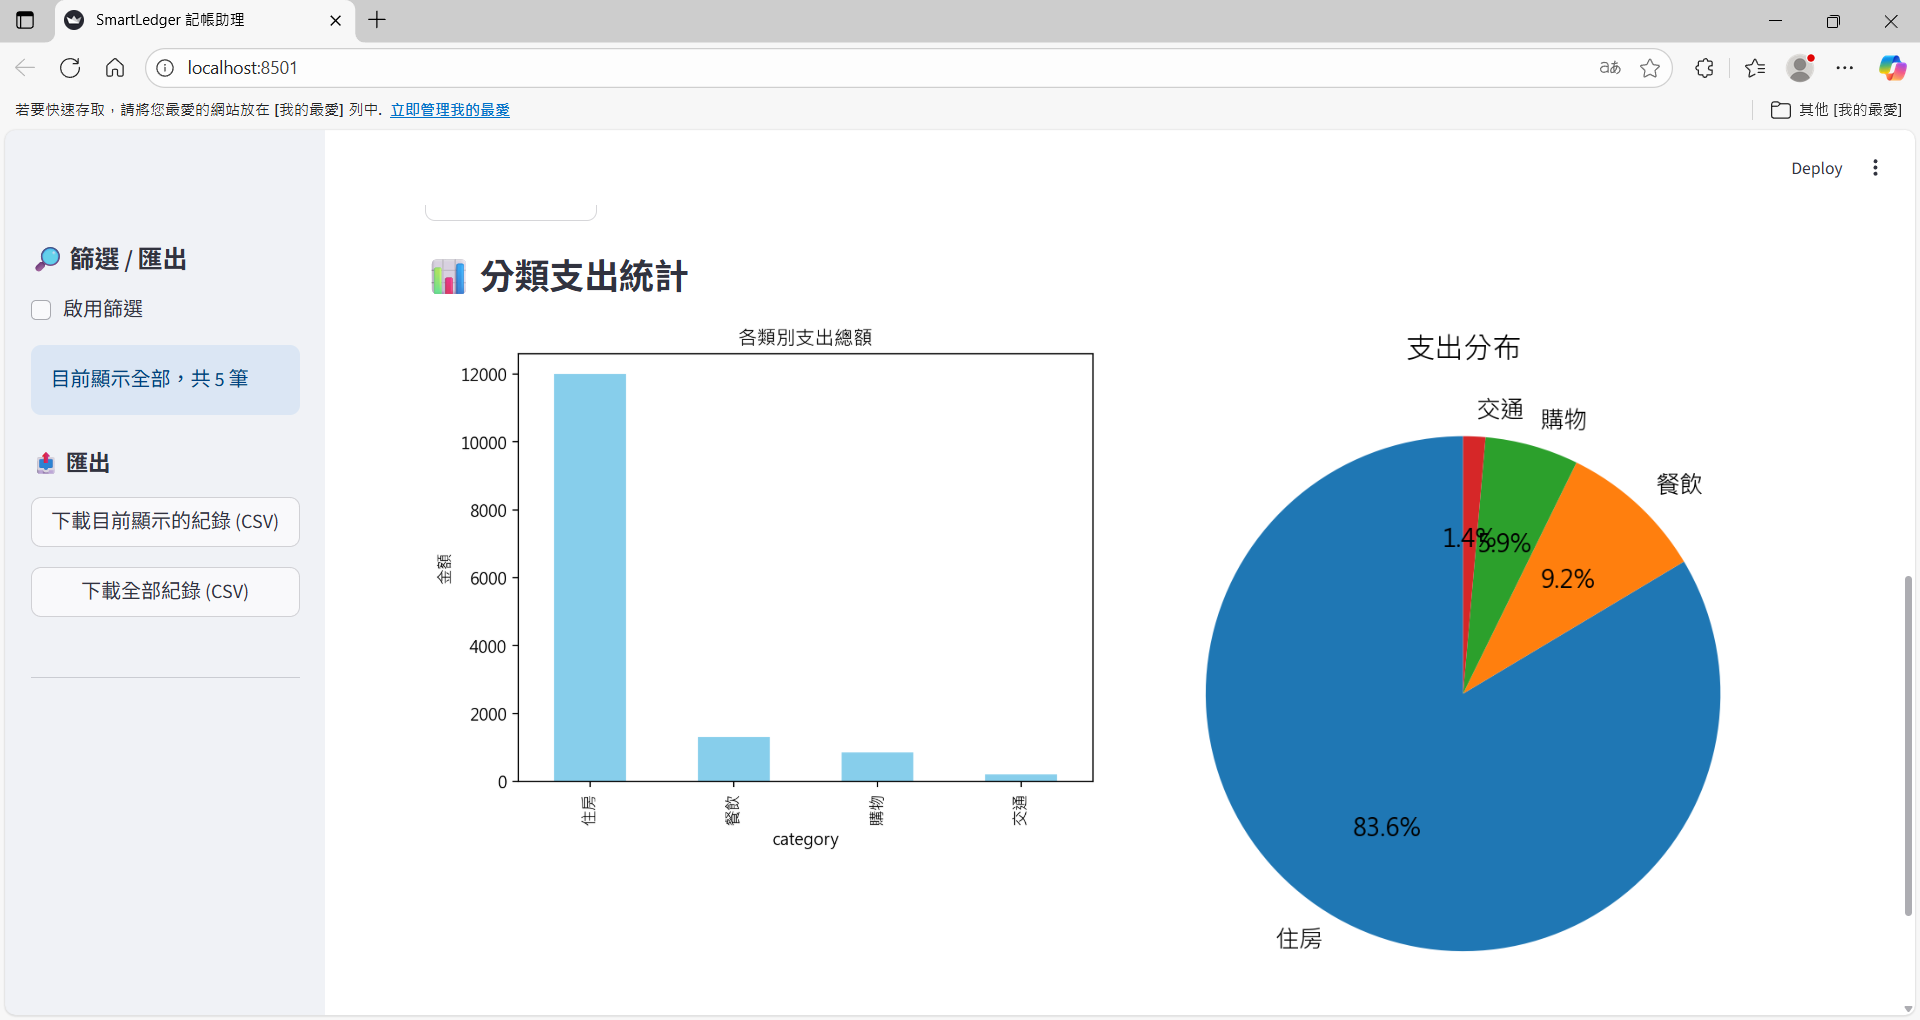 SmartLedger 記帳助理
localhost:8501
aあ
若要快速存取，請將您最愛的網站放在 [我的最愛] 列中. 立即管理我的最愛
其他 [我的最愛]
Deploy
篩選 / 匯出
啟用篩選
目前顯示全部，共 5 筆
匯出
下載目前顯示的紀錄 (CSV)
下載全部紀錄 (CSV)
分類支出統計
各類別支出總額
12000
10000
8000
6000
4000
2000
0
金額
住房
餐飲
購物
交通
category
支出分布
交通
購物
餐飲
1.4%
5.9%
9.2%
83.6%
住房